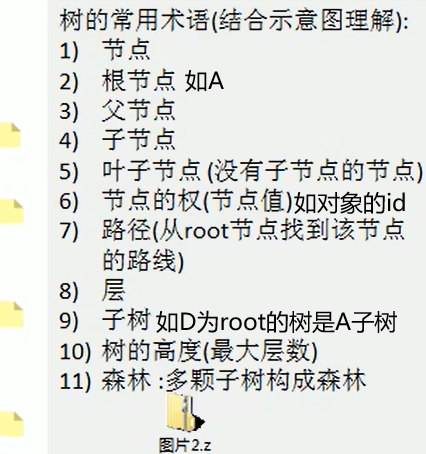 树的常用术语(结合示意图理解):
1) 节点
2) 根节点 如A
3) 父节点
4) 子节点
5) 叶子节点 (没有子节点的节点)
6) 节点的权(节点值)如对象的id
7) 路径(从root节点找到该节点
的路线)
8) 层
9) 子树 如D为root的树是A子树
10) 树的高度(最大层数)
11) 森林 :多颗子树构成森林
图片2.z